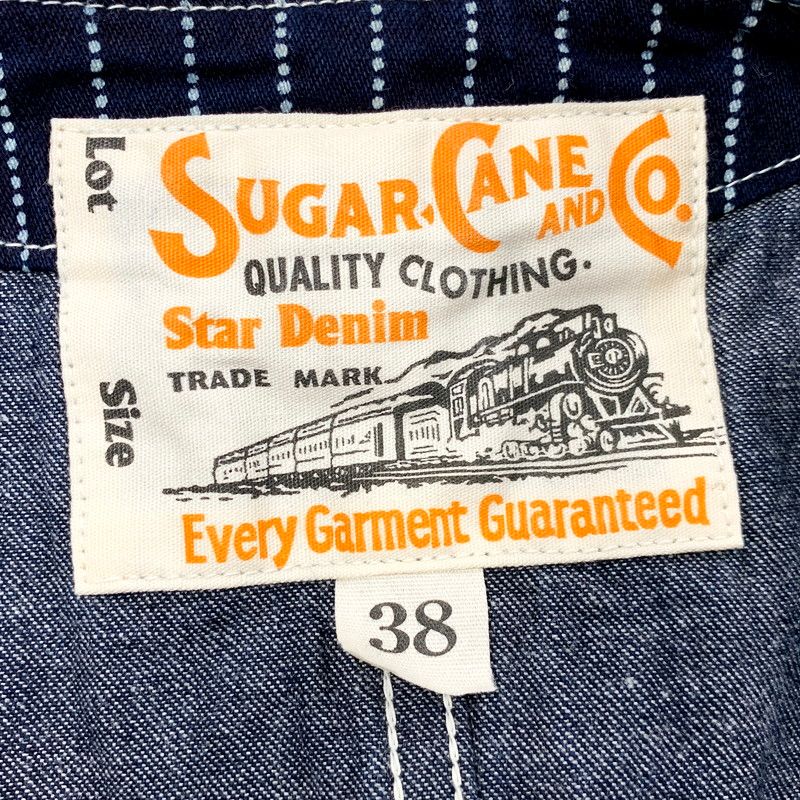 Lot
SUGAR CANE AND CO.
QUALITY CLOTHING.
Star Denim
TRADE MARK
Size
Every Garment Guaranteed
38